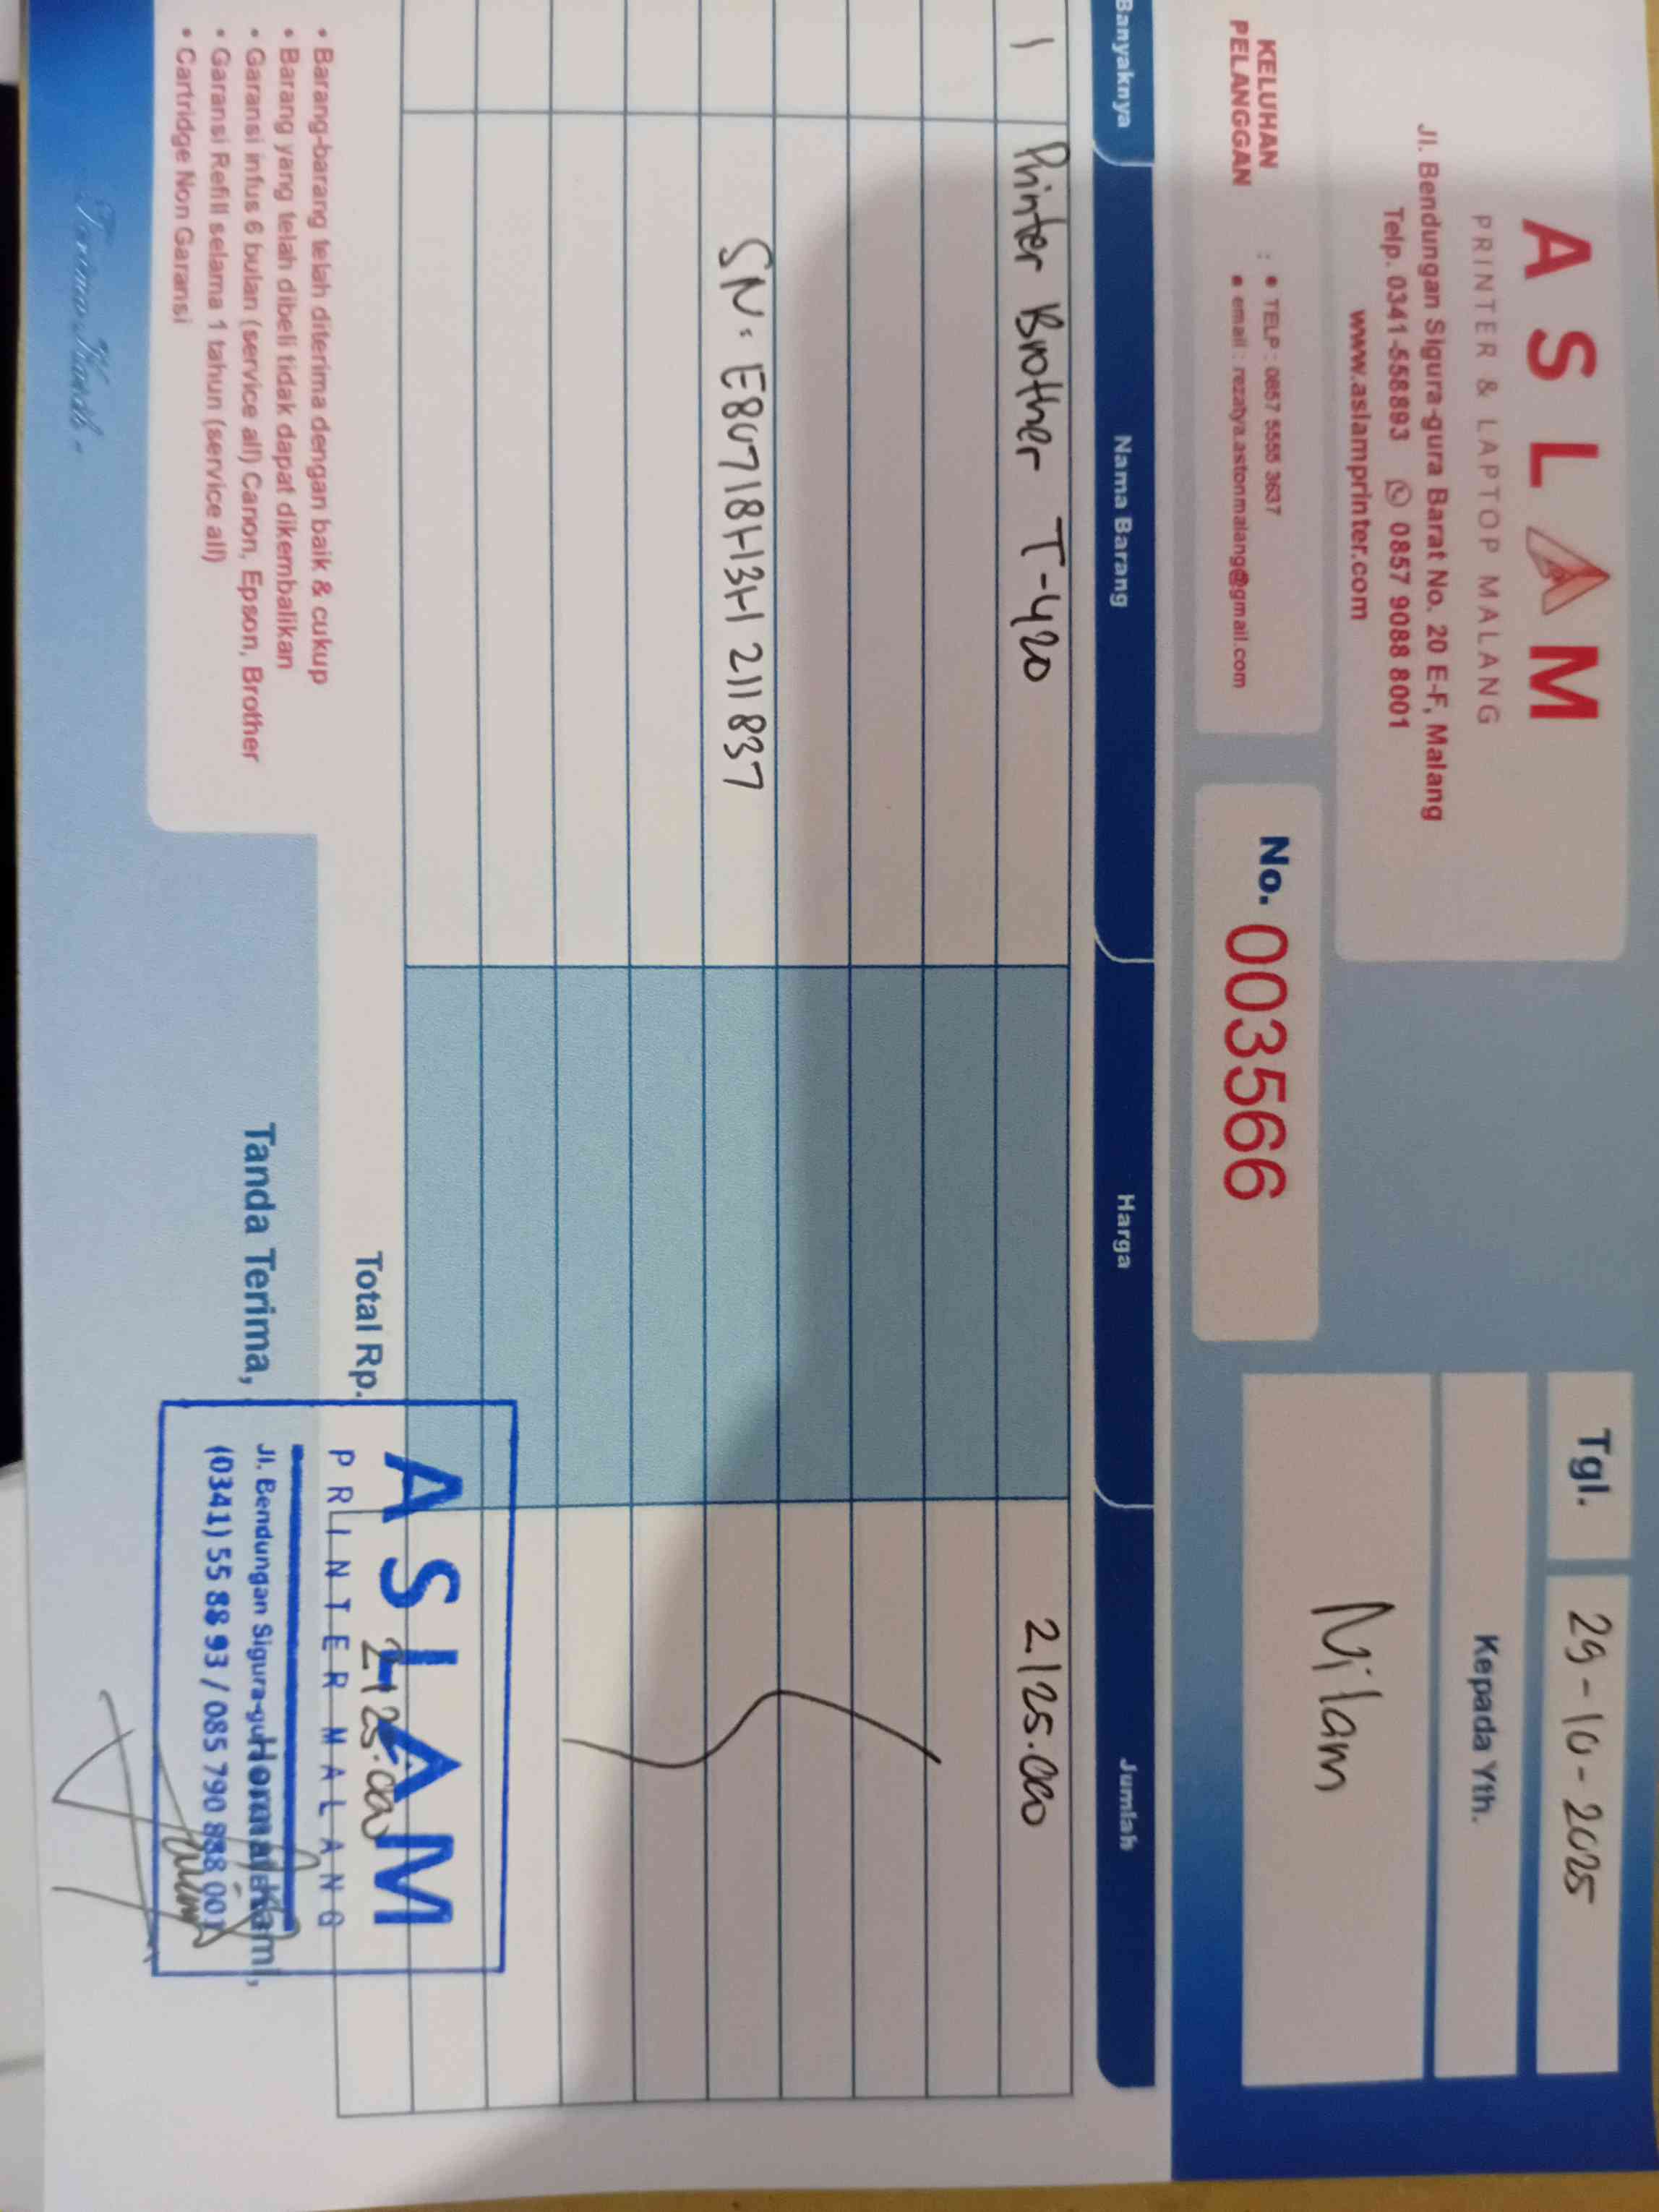 ASLAM
PRINTER & LAPTOP MALANG
Jl. Bendungan Sigura-gura Barat No. 20 E-F, Malang
Telp. 0341-558893 0857 9088 8001
www.aslamprinter.com
Tgl. 29-10-2025
Kepada Yth.
Nilam
KELUHAN PELANGGAN : • TELP : 0857 5555 3637
• email : rezatya.astonmalang@gmail.com
No. 003566
Banyaknya Nama Barang Harga Jumlah
1 Printer Brother T-420 2.125.000
SN: E80718H3H1211837
Total Rp. 2.125.000
• Barang-barang telah diterima dengan baik & cukup
• Barang yang telah dibeli tidak dapat dikembalikan
• Garansi infus 6 bulan (service all) Canon, Epson, Brother
• Garansi Refill selama 1 tahun (service all)
• Cartridge Non Garansi
Terima Kasih
Tanda Terima,
Hormat Kami,
ASLAM
PRINTER MALANG
Jl. Bendungan Sigura-gu
(0341) 55 88 93 / 085 790 888 001